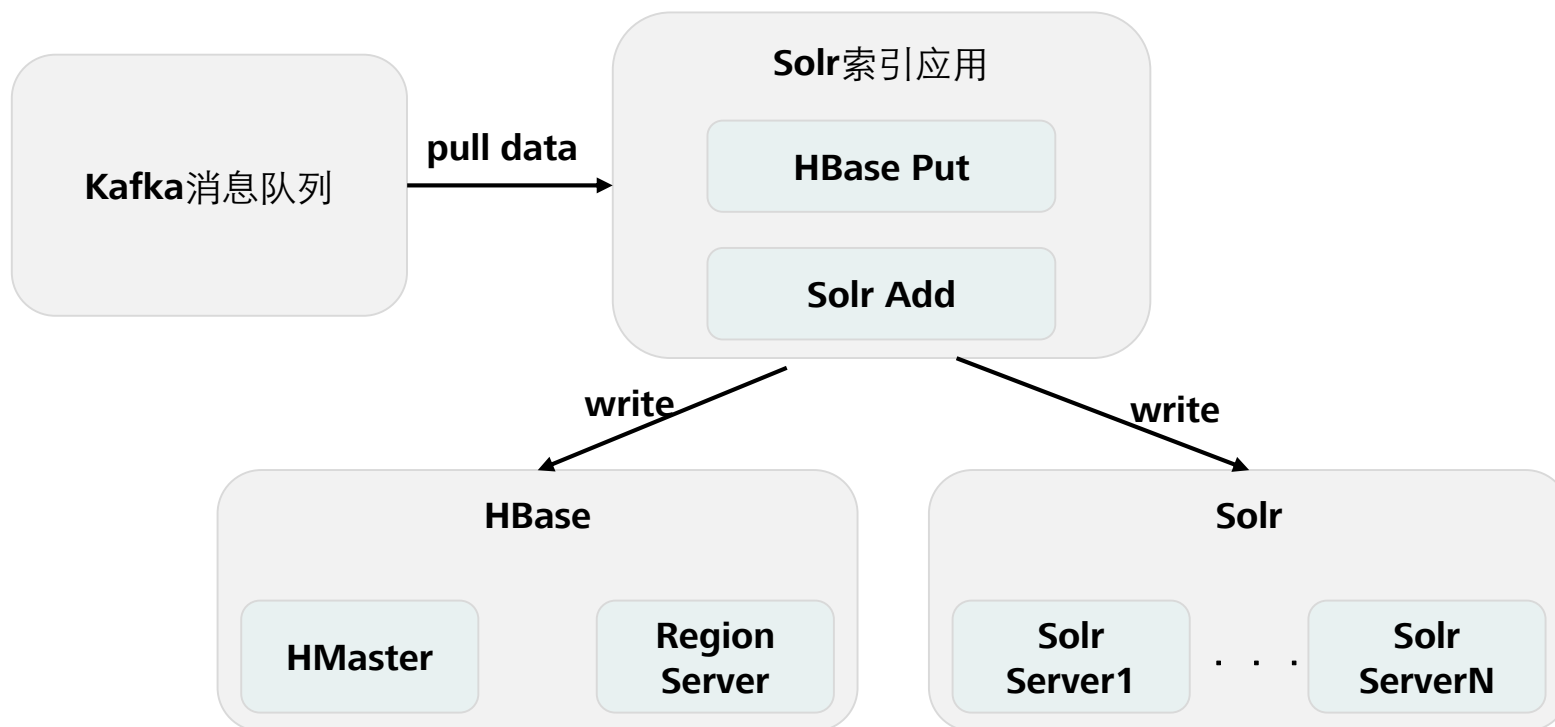 Solr索引应用
Kafka消息队列
pull data
HBase Put
Solr Add
write
write
HBase
Solr
HMaster
Region
Server
Solr
Server1
. . .
Solr
ServerN